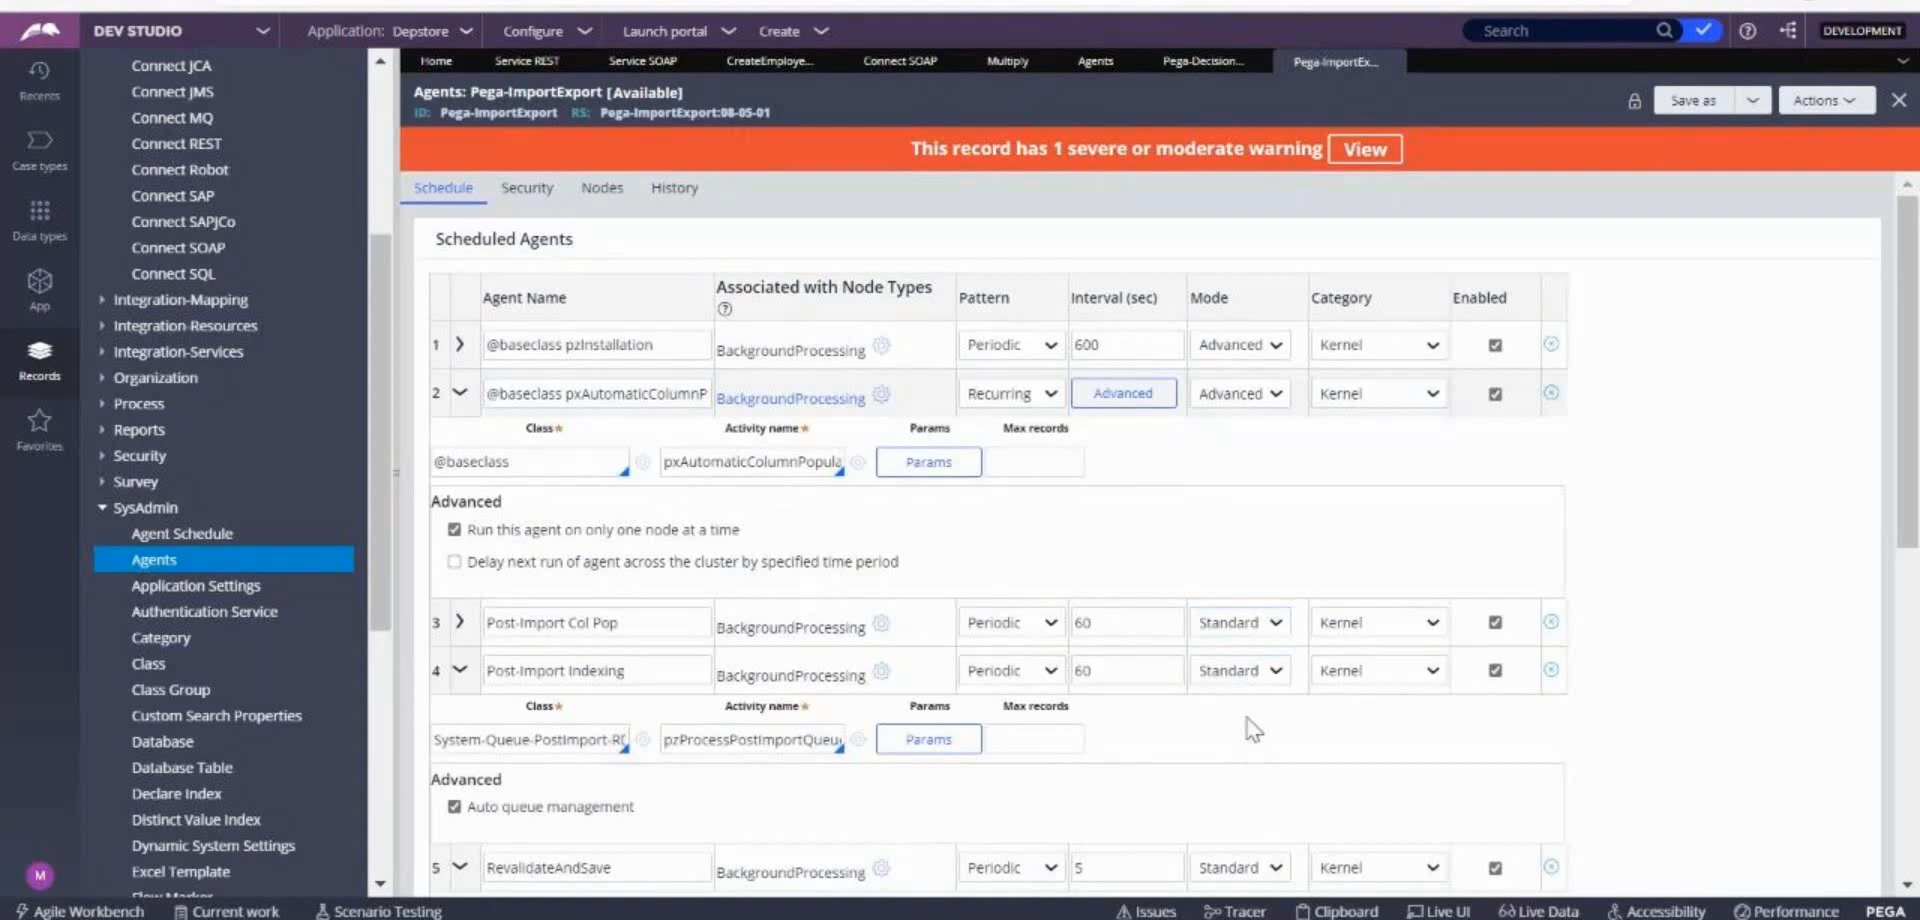 DEV STUDIO
Application: Depstore
Configure
Launch portal
Create
Search
DEVELOPMENT
Recents
Case types
Data types
App
Records
Favorites
M
Connect JCA
Connect JMS
Connect MQ
Connect REST
Connect Robot
Connect SAP
Connect SAPJCo
Connect SOAP
Connect SQL
Integration-Mapping
Integration-Resources
Integration-Services
Organization
Process
Reports
Security
Survey
SysAdmin
Agent Schedule
Agents
Application Settings
Authentication Service
Category
Class
Class Group
Custom Search Properties
Database
Database Table
Declare Index
Distinct Value Index
Dynamic System Settings
Excel Template
Home Service REST Service SOAP CreateEmploye... Connect SOAP Multiply Agents Pega-Decision... Pega-ImportEx...
Agents: Pega-ImportExport [Available]
ID: Pega-ImportExport RS: Pega-ImportExport:08-05-01
Save as
Actions
This record has 1 severe or moderate warning View
Schedule Security Nodes History
Scheduled Agents
Agent Name Associated with Node Types Pattern Interval (sec) Mode Category Enabled
1 @baseclass pzInstallation BackgroundProcessing Periodic 600 Advanced Kernel
2 @baseclass pxAutomaticColumnP BackgroundProcessing Recurring Advanced Advanced Kernel
Class* Activity name* Params Max records
@baseclass pxAutomaticColumnPopula Params
Advanced
Run this agent on only one node at a time
Delay next run of agent across the cluster by specified time period
3 Post-Import Col Pop BackgroundProcessing Periodic 60 Standard Kernel
4 Post-Import Indexing BackgroundProcessing Periodic 60 Standard Kernel
Class* Activity name* Params Max records
System-Queue-PostImport-RD pzProcessPostImportQueu Params
Advanced
Auto queue management
5 RevalidateAndSave BackgroundProcessing Periodic 5 Standard Kernel
Agile Workbench Current work Scenario Testing Issues Tracer Clipboard Live UI Live Data Accessibility Performance PEGA